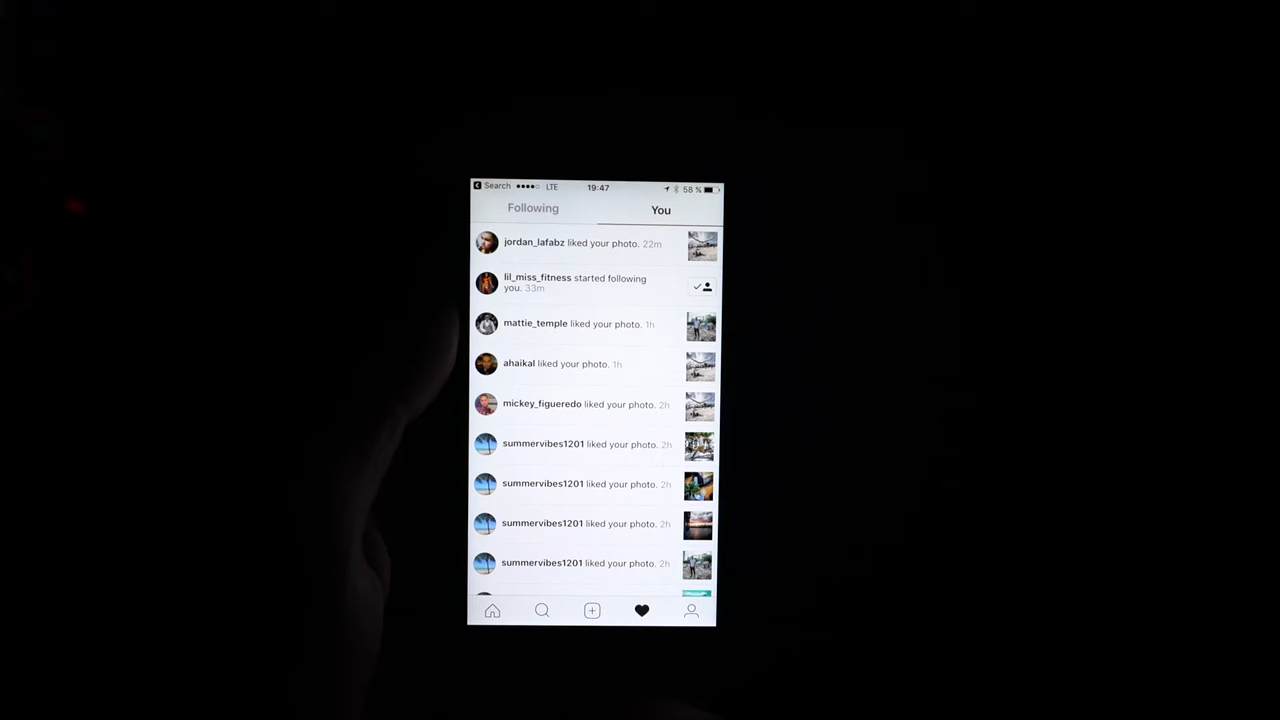 Search LTE 19:47 58 %
Following You
jordan_lafabz liked your photo. 22m
lil_miss_fitness started following
you. 33m
mattie_temple liked your photo. 1h
ahaikal liked your photo. 1h
mickey_figueredo liked your photo. 2h
summervibes1201 liked your photo. 2h
summervibes1201 liked your photo. 2h
summervibes1201 liked your photo. 2h
summervibes1201 liked your photo. 2h